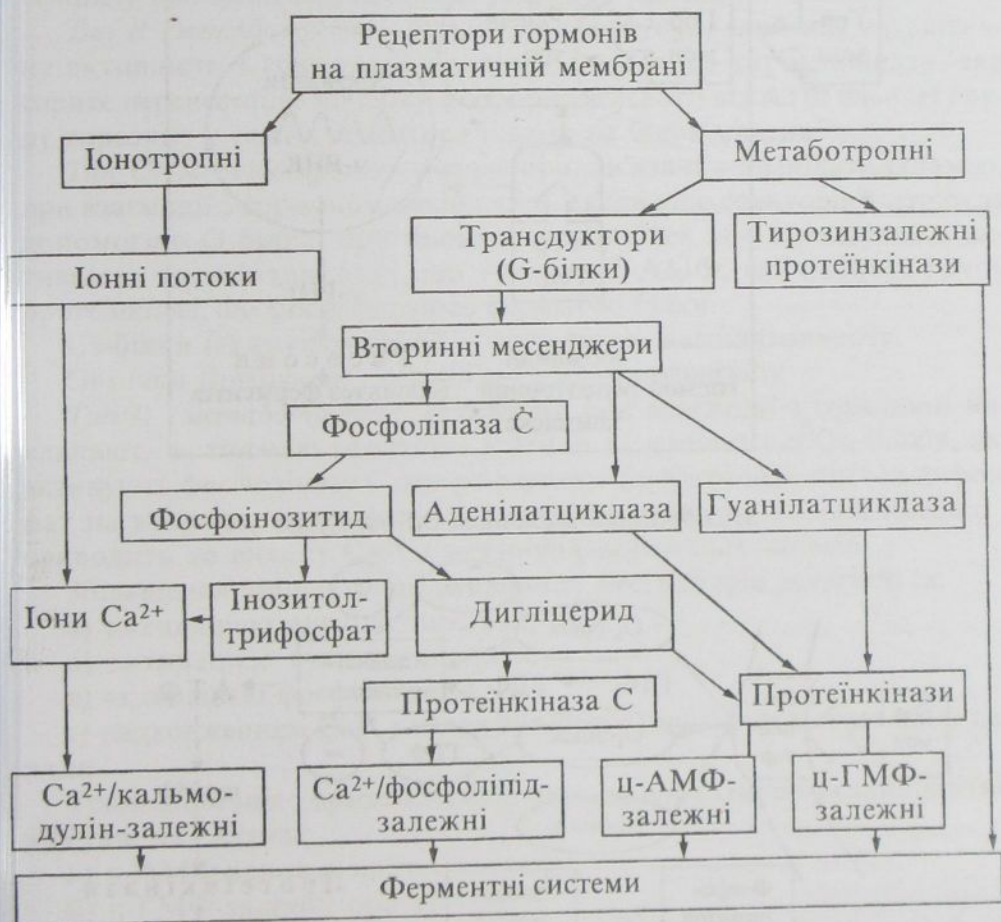 Рецептори гормонів
на плазматичній мембрані
Іонотропні
Метаботропні
Іонні потоки
Трансдуктори
(G-білки)
Тирозинзалежні
протеїнкінази
Вторинні месенджери
Фосфоліпаза С
Фосфоінозитид
Аденілатциклаза
Гуанілатциклаза
Іони Ca²⁺
Інозитол-
трифосфат
Дигліцерид
Протеїнкіназа С
Протеїнкінази
Ca²⁺/кальмо-
дулін-залежні
Ca²⁺/фосфоліпід-
залежні
ц-АМФ-
залежні
ц-ГМФ-
залежні
Ферментні системи